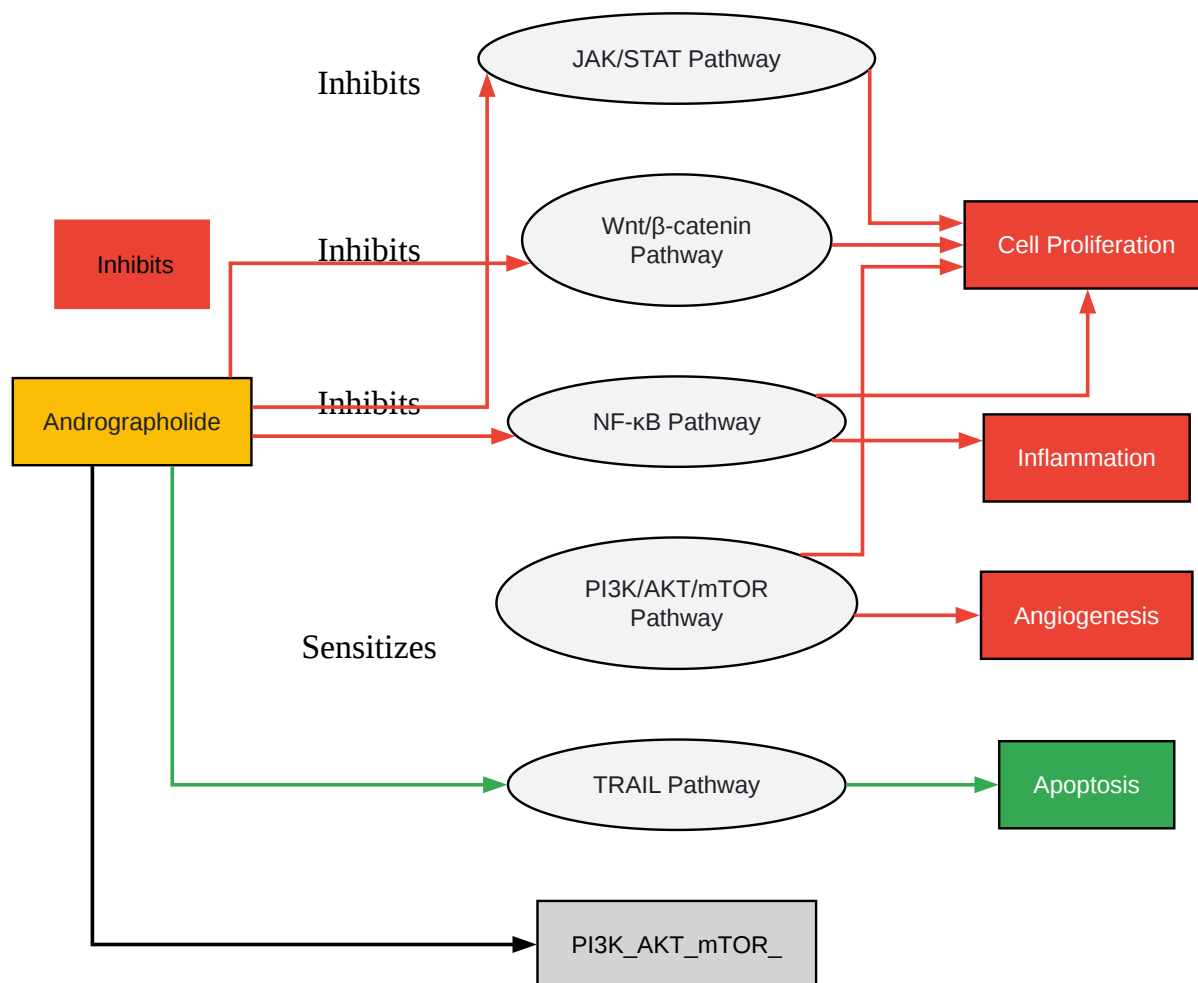 JAK/STAT Pathway
Inhibits
Wnt/β-catenin
Pathway
Inhibits
Cell Proliferation
Inhibits
Inhibits
Andrographolide
NF-κB Pathway
Inflammation
PI3K/AKT/mTOR
Pathway
Angiogenesis
Sensitizes
TRAIL Pathway
Apoptosis
PI3K_AKT_mTOR_